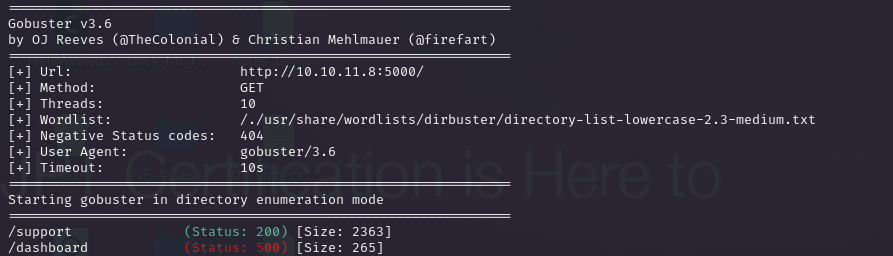 ===============================================================
Gobuster v3.6
by OJ Reeves (@TheColonial) & Christian Mehlmauer (@firefart)
===============================================================
[+] Url:                     http://10.10.11.8:5000/
[+] Method:                  GET
[+] Threads:                 10
[+] Wordlist:                /./usr/share/wordlists/dirbuster/directory-list-lowercase-2.3-medium.txt
[+] Negative Status codes:   404
[+] User Agent:              gobuster/3.6
[+] Timeout:                 10s
===============================================================
Certification is Here to
Starting gobuster in directory enumeration mode
===============================================================
/support              (Status: 200) [Size: 2363]
/dashboard            (Status: 500) [Size: 265]